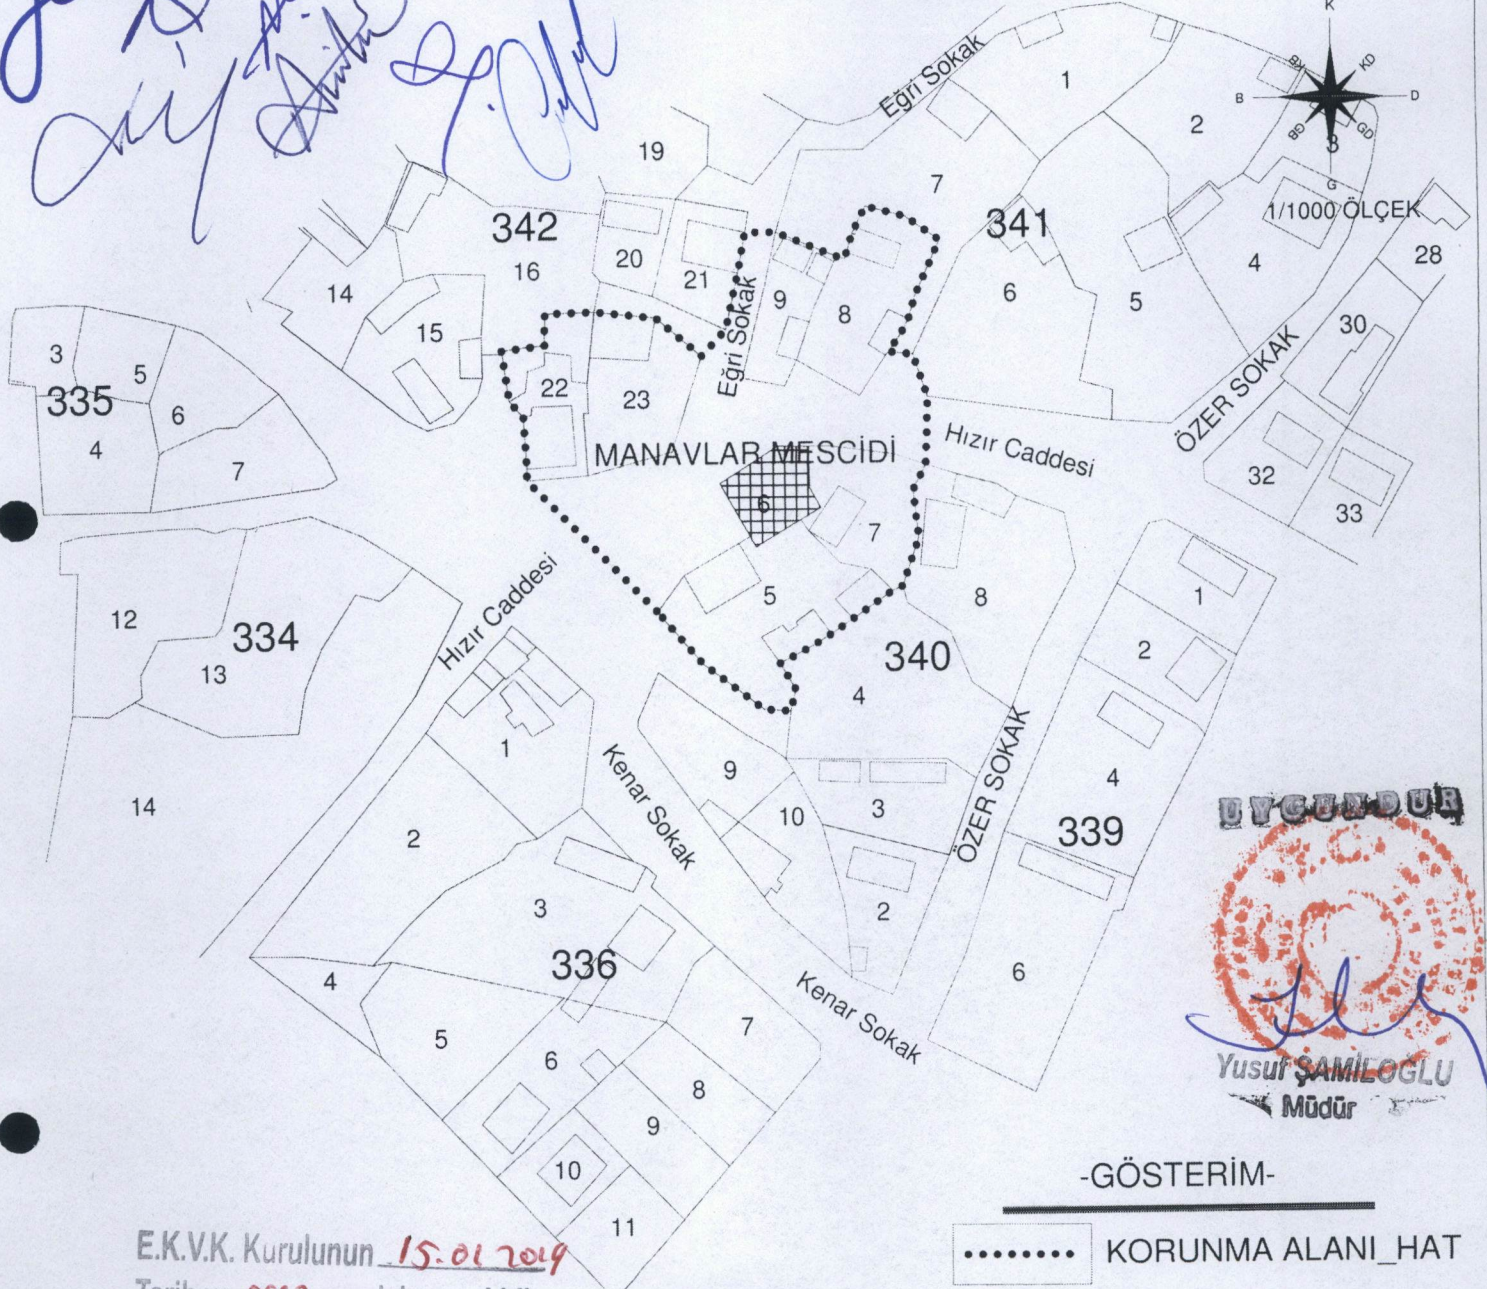 K
KB
KD
B
D
GB
GD
G
1/1000 ÖLÇEK
Eğri Sokak
1
2
3
19
7
342
341
16
20
21
14
9
8
6
5
4
28
30
15
3
5
335
6
4
7
22
23
Eğri Sokak
ÖZER SOKAK
MANAVLAR MESCİDİ
Hızır Caddesi
6
7
32
33
12
334
13
14
Hızır Caddesi
5
8
340
4
1
2
1
Kenar Sokak
9
10
3
ÖZER SOKAK
4
339
2
2
3
336
4
5
6
7
8
9
10
11
Kenar Sokak
6
UYGUNDUR
T.C.
Yusuf ŞAMİLOĞLU
Müdür
-GÖSTERİM-
KORUNMA ALANI_HAT
E.K.V.K. Kurulunun 15.01.2019